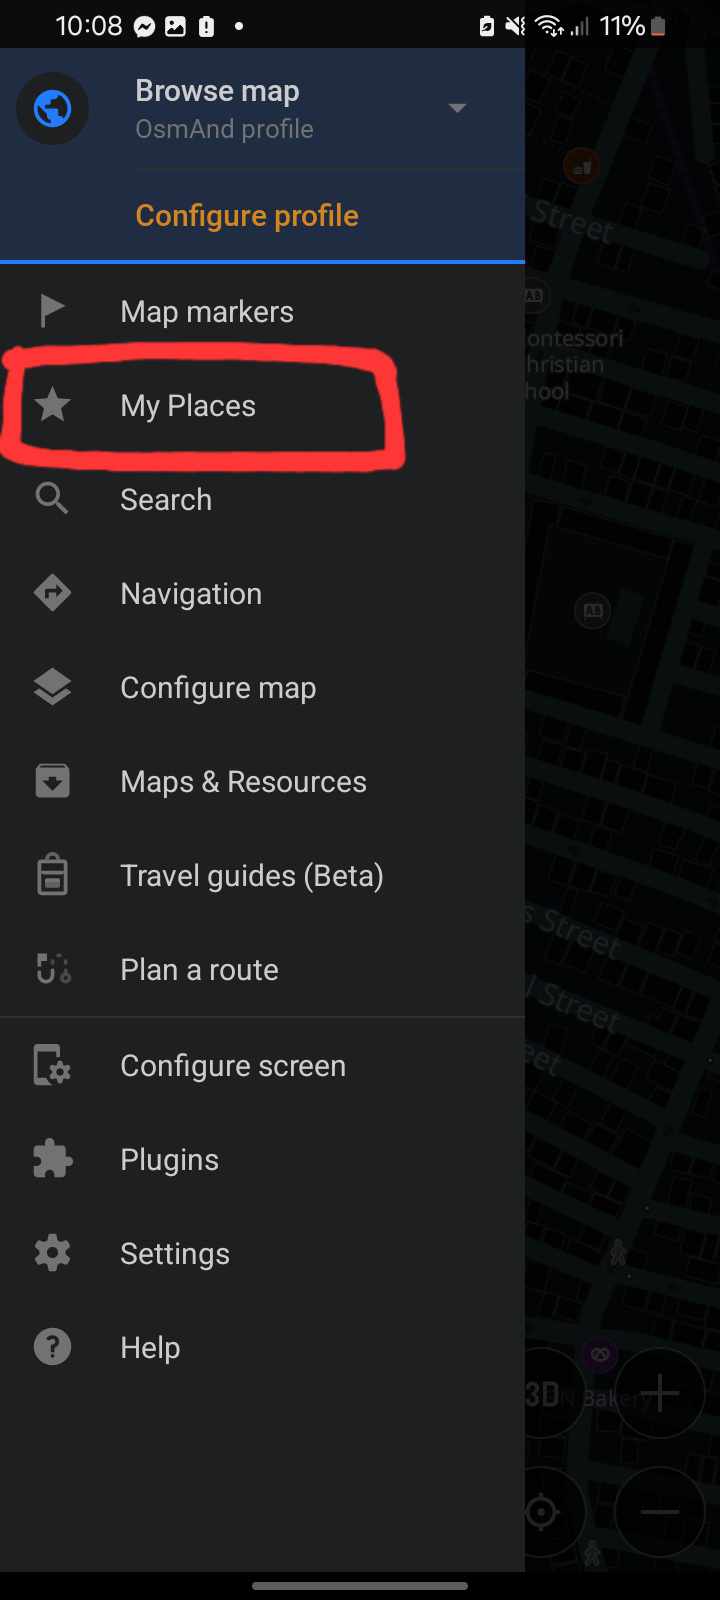 10:08
11%
Browse map
OsmAnd profile
Configure profile
Map markers
My Places
Search
Navigation
Configure map
Maps & Resources
Travel guides (Beta)
Plan a route
Configure screen
Plugins
Settings
Help
Street
AB
ontessori
hristian
hool
AB
s Street
Street
eet
3D
N Bakery